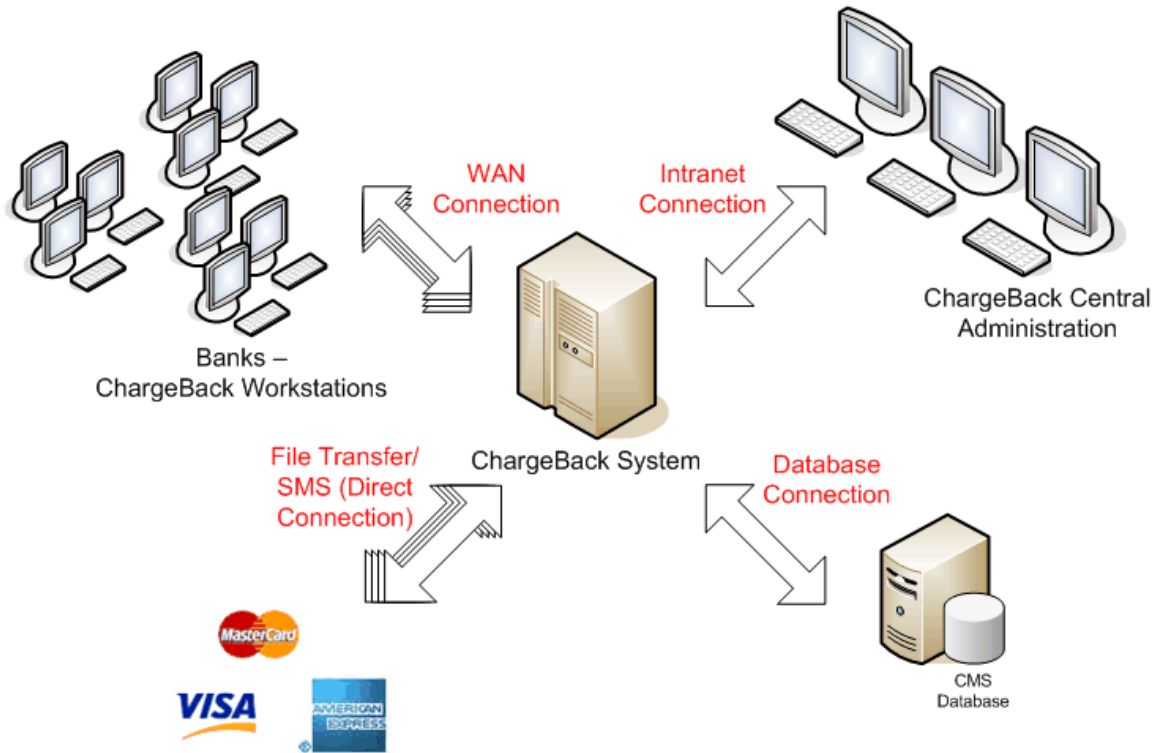 WAN
Connection
Intranet
Connection
ChargeBack Central
Administration
Banks –
ChargeBack Workstations
ChargeBack System
File Transfer/
SMS (Direct
Connection)
Database
Connection
MasterCard
VISA
AMERICAN
EXPRESS
®
CMS
Database